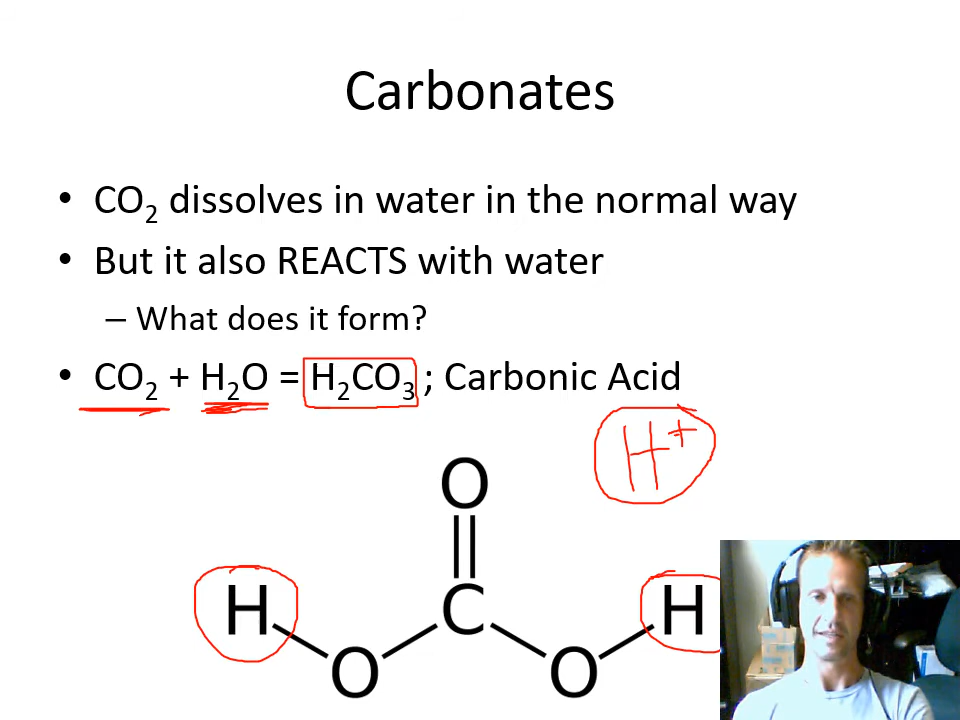 Carbonates
• CO₂ dissolves in water in the normal way
• But it also REACTS with water
– What does it form?
• CO₂ + H₂O = H₂CO₃ ; Carbonic Acid
H⁺
O
H C H
O O